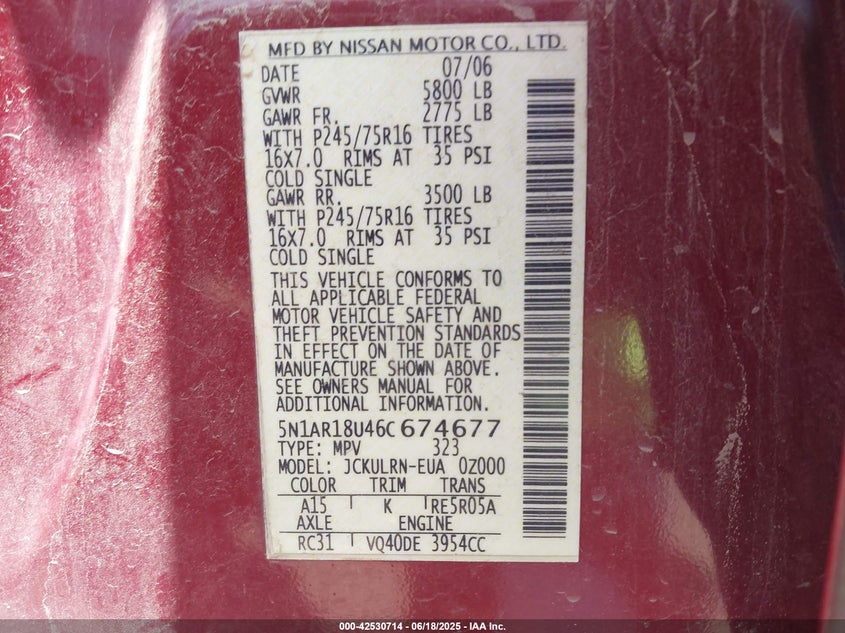 MFD BY NISSAN MOTOR CO., LTD.
DATE 07/06
GVWR 5800 LB
GAWR FR. 2775 LB
WITH P245/75R16 TIRES
16X7.0 RIMS AT 35 PSI
COLD SINGLE
GAWR RR. 3500 LB
WITH P245/75R16 TIRES
16X7.0 RIMS AT 35 PSI
COLD SINGLE
THIS VEHICLE CONFORMS TO
ALL APPLICABLE FEDERAL
MOTOR VEHICLE SAFETY AND
THEFT PREVENTION STANDARDS
IN EFFECT ON THE DATE OF
MANUFACTURE SHOWN ABOVE.
SEE OWNERS MANUAL FOR
ADDITIONAL INFORMATION.
5N1AR18U46C674677
TYPE: MPV 323
MODEL: JCKULRN-EUA 0Z000
COLOR TRIM TRANS
A15 K RE5R05A
AXLE ENGINE
RC31 VQ40DE 3954CC
000-42530714 - 06/18/2025 - IAA Inc.